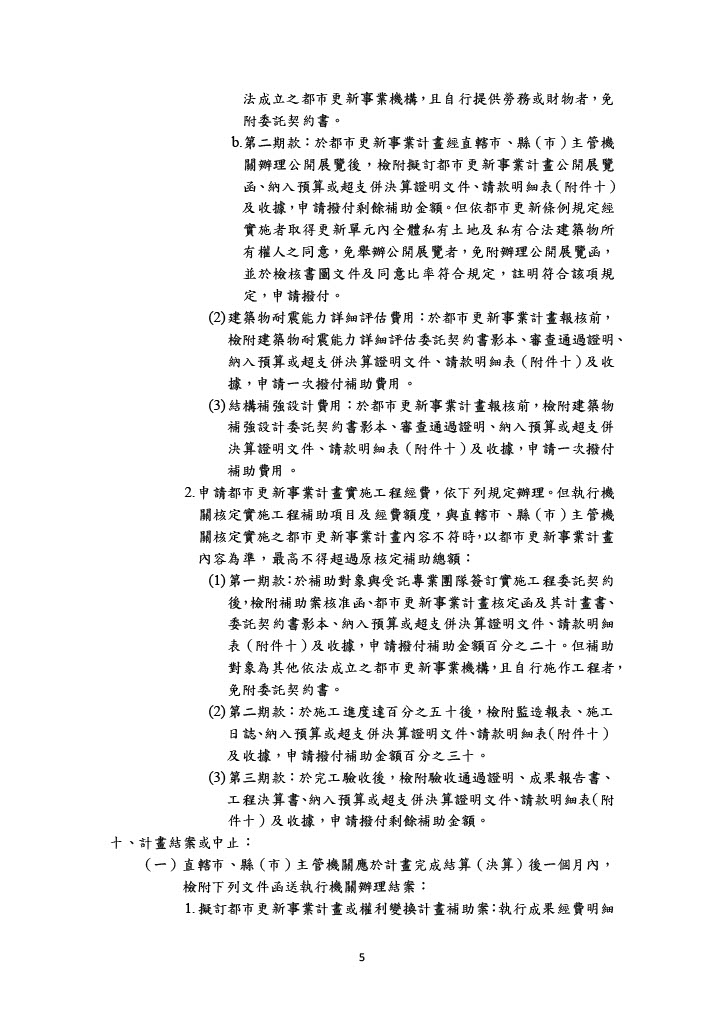 法成立之都市更新事業機構，且自行提供勞務或財物者，免
附委託契約書。
b.第二期款：於都市更新事業計畫經直轄市、縣（市）主管機
關辦理公開展覽後，檢附擬訂都市更新事業計畫公開展覽
函、納入預算或超支併決算證明文件、請款明細表（附件十）
及收據，申請撥付剩餘補助金額。但依都市更新條例規定經
實施者取得更新單元內全體私有土地及私有合法建築物所
有權人之同意，免舉辦公開展覽者，免附辦理公開展覽函，
並於檢核書圖文件及同意比率符合規定，註明符合該項規
定，申請撥付。
(2)建築物耐震能力詳細評估費用：於都市更新事業計畫報核前，
檢附建築物耐震能力詳細評估委託契約書影本、審查通過證明、
納入預算或超支併決算證明文件、請款明細表（附件十）及收
據，申請一次撥付補助費用。
(3)結構補強設計費用：於都市更新事業計畫報核前，檢附建築物
補強設計委託契約書影本、審查通過證明、納入預算或超支併
決算證明文件、請款明細表（附件十）及收據，申請一次撥付
補助費用。
2.申請都市更新事業計畫實施工程經費，依下列規定辦理。但執行機
關核定實施工程補助項目及經費額度，與直轄市、縣（市）主管機
關核定實施之都市更新事業計畫內容不符時，以都市更新事業計畫
內容為準，最高不得超過原核定補助總額：
(1)第一期款：於補助對象與受託專業團隊簽訂實施工程委託契約
後，檢附補助案核准函、都市更新事業計畫核定函及其計畫書、
委託契約書影本、納入預算或超支併決算證明文件、請款明細
表（附件十）及收據，申請撥付補助金額百分之二十。但補助
對象為其他依法成立之都市更新事業機構，且自行施作工程者，
免附委託契約書。
(2)第二期款：於施工進度達百分之五十後，檢附監造報表、施工
日誌、納入預算或超支併決算證明文件、請款明細表（附件十）
及收據，申請撥付補助金額百分之三十。
(3)第三期款：於完工驗收後，檢附驗收通過證明、成果報告書、
工程決算書、納入預算或超支併決算證明文件、請款明細表（附
件十）及收據，申請撥付剩餘補助金額。
十、計畫結案或中止：
（一）直轄市、縣（市）主管機關應於計畫完成結算（決算）後一個月內，
檢附下列文件函送執行機關辦理結案：
1.擬訂都市更新事業計畫或權利變換計畫補助案：執行成果經費明細
5